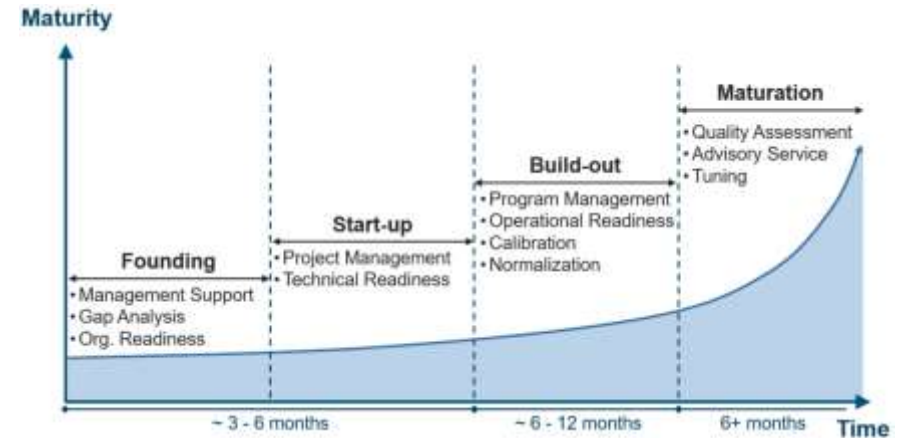 Maturity
Maturation
• Quality Assessment
• Advisory Service
• Tuning
Build-out
• Program Management
• Operational Readiness
• Calibration
• Normalization
Start-up
• Project Management
• Technical Readiness
Founding
• Management Support
• Gap Analysis
• Org. Readiness
~ 3 - 6 months
~ 6 - 12 months
6+ months
Time